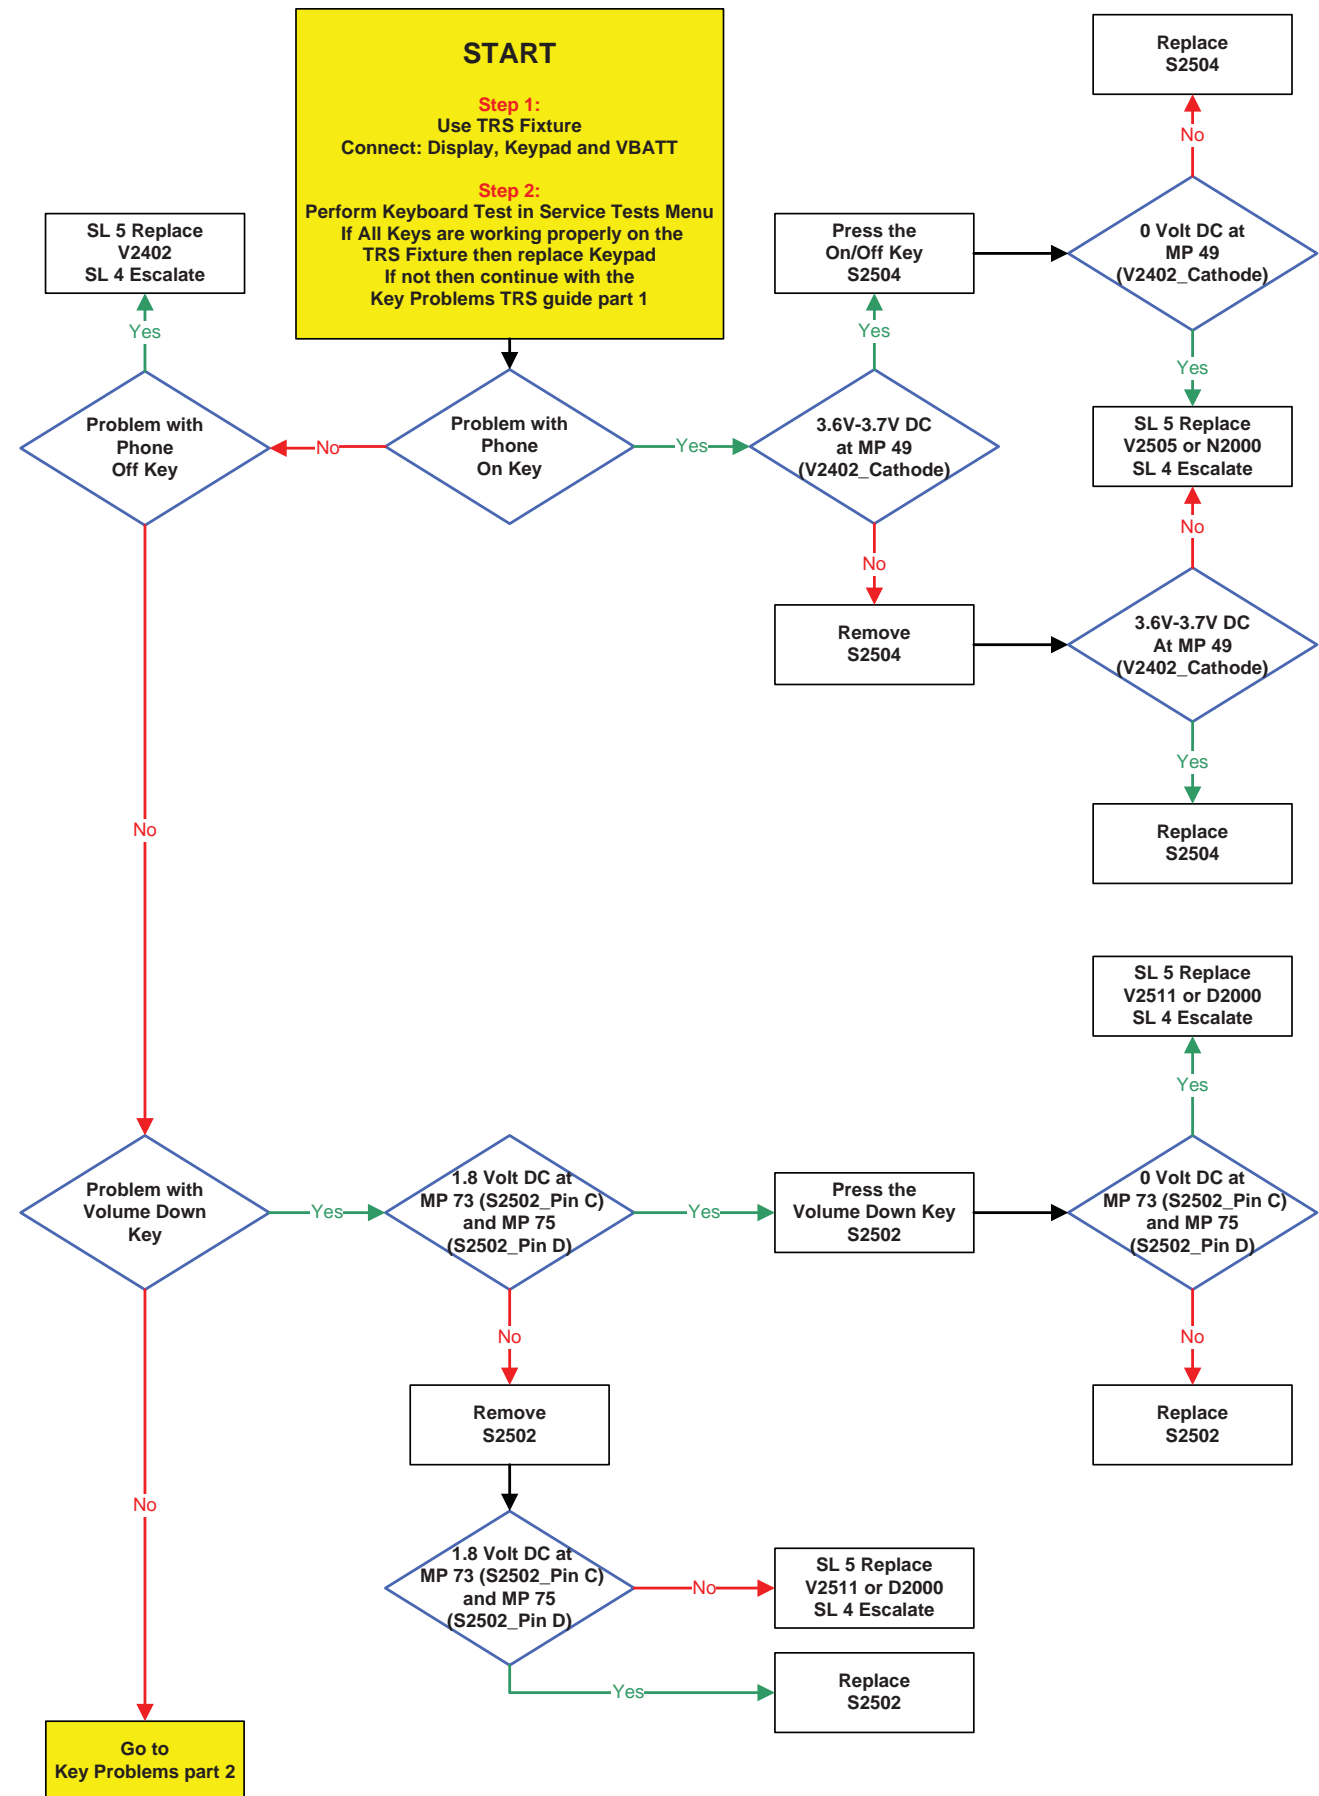 START
Step 1:
Use TRS Fixture
Connect: Display, Keypad and VBATT
Step 2:
Perform Keyboard Test in Service Tests Menu
If All Keys are working properly on the
TRS Fixture then replace Keypad
If not then continue with the
Key Problems TRS guide part 1
Replace
S2504
No
SL 5 Replace
V2402
SL 4 Escalate
Press the
On/Off Key
S2504
0 Volt DC at
MP 49
(V2402_Cathode)
Yes
Yes
Yes
Problem with
Phone
Off Key
No
Problem with
Phone
On Key
Yes
3.6V-3.7V DC
at MP 49
(V2402_Cathode)
SL 5 Replace
V2505 or N2000
SL 4 Escalate
No
No
Remove
S2504
3.6V-3.7V DC
At MP 49
(V2402_Cathode)
Yes
No
Replace
S2504
SL 5 Replace
V2511 or D2000
SL 4 Escalate
Yes
Problem with
Volume Down
Key
Yes
1.8 Volt DC at
MP 73 (S2502_Pin C)
and MP 75
(S2502_Pin D)
Yes
Press the
Volume Down Key
S2502
0 Volt DC at
MP 73 (S2502_Pin C)
and MP 75
(S2502_Pin D)
No
No
Remove
S2502
Replace
S2502
No
1.8 Volt DC at
MP 73 (S2502_Pin C)
and MP 75
(S2502_Pin D)
No
SL 5 Replace
V2511 or D2000
SL 4 Escalate
Yes
Replace
S2502
Go to
Key Problems part 2